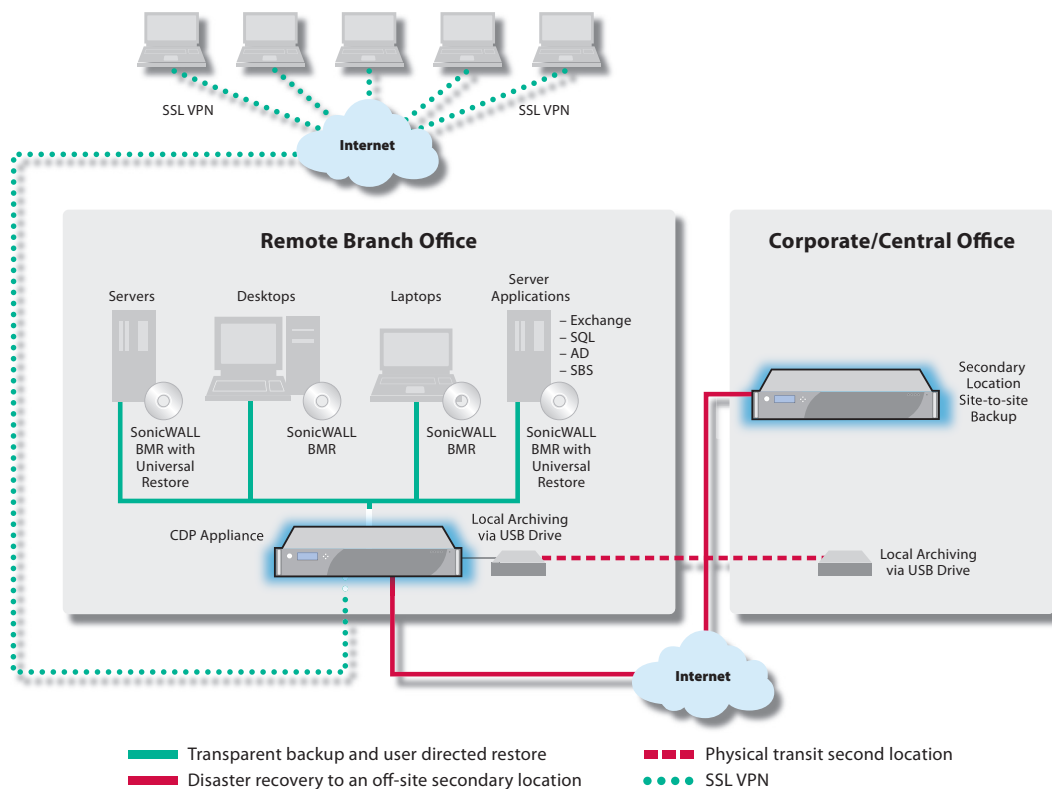 SSL VPN
SSL VPN
Internet
Remote Branch Office
Corporate/Central Office
Servers
Desktops
Laptops
Server
Applications
– Exchange
– SQL
– AD
– SBS
SonicWALL
BMR with
Universal
Restore
SonicWALL
BMR
SonicWALL
BMR
SonicWALL
BMR with
Universal
Restore
Secondary
Location
Site-to-site
Backup
CDP Appliance
Local Archiving
via USB Drive
Local Archiving
via USB Drive
Internet
Transparent backup and user directed restore
Disaster recovery to an off-site secondary location
Physical transit second location
SSL VPN